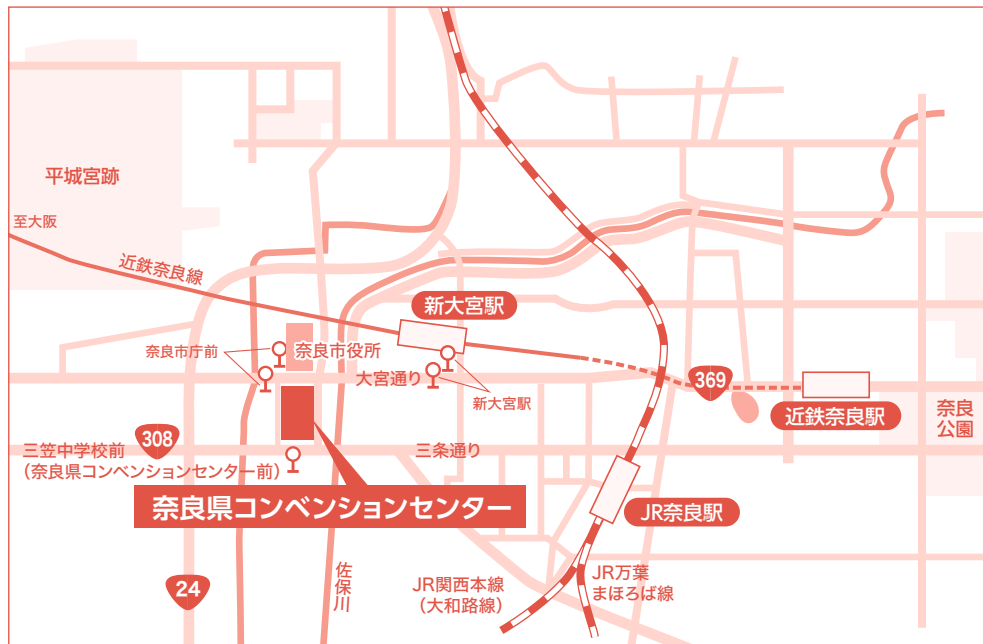 平城宮跡
至大阪
近鉄奈良線
新大宮駅
奈良市庁前
奈良市役所
大宮通り
新大宮駅
369
近鉄奈良駅
奈良
公園
308
三笠中学校前
（奈良県コンベンションセンター前）
三条通り
奈良県コンベンションセンター
JR奈良駅
24
佐保川
JR関西本線
（大和路線）
JR万葉
まほろば線